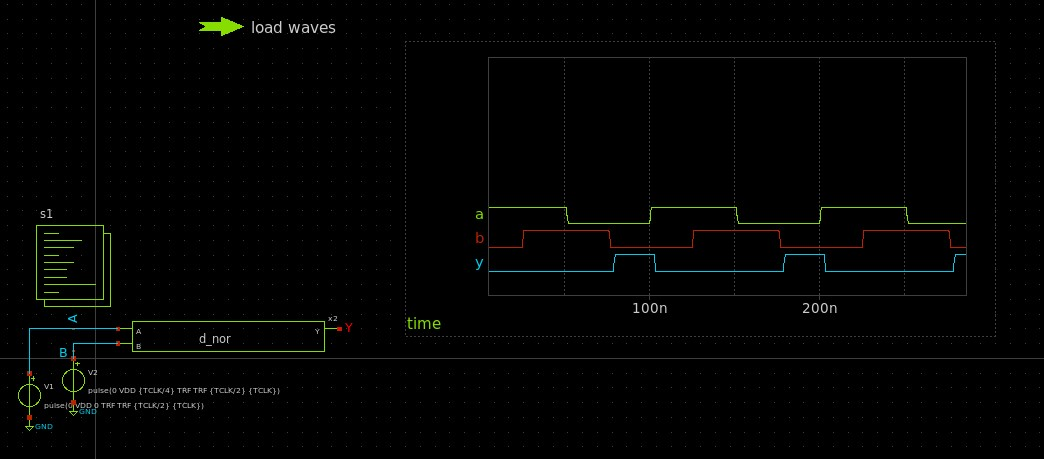 load waves
a
b
y
100n
200n
time
s1
A
B
A
B
d_nor
Y
x2
Y
V2
pulse(0 VDD {TCLK/4} TRF TRF {TCLK/2} {TCLK})
GND
V1
pulse(0 VDD 0 TRF TRF {TCLK/2} {TCLK})
GND